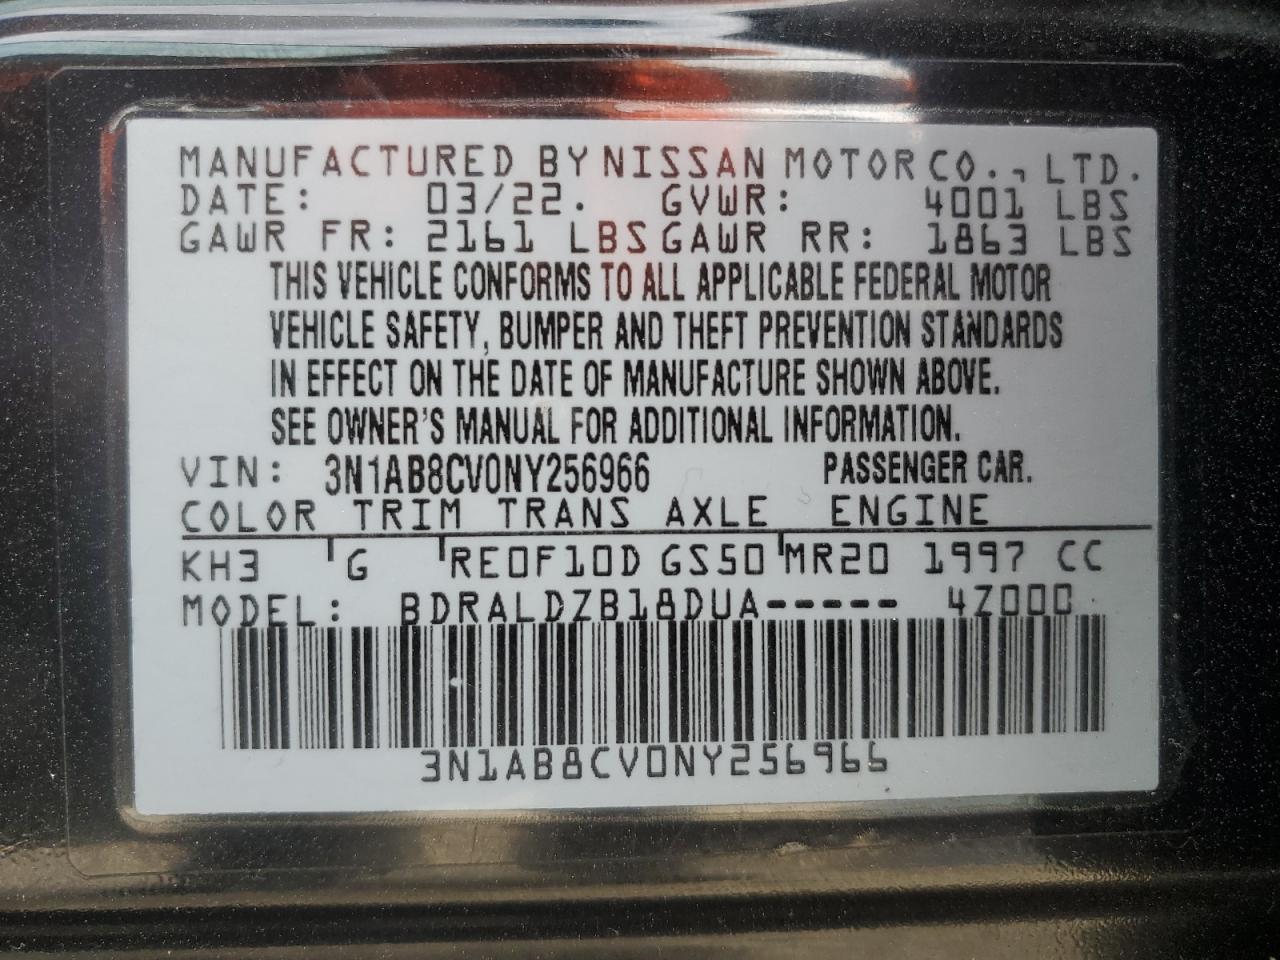 MANUFACTURED BY NISSAN MOTOR CO., LTD.
DATE: 03/22. GVWR: 4001 LBS
GAWR FR: 2161 LBS GAWR RR: 1863 LBS
THIS VEHICLE CONFORMS TO ALL APPLICABLE FEDERAL MOTOR
VEHICLE SAFETY, BUMPER AND THEFT PREVENTION STANDARDS
IN EFFECT ON THE DATE OF MANUFACTURE SHOWN ABOVE.
SEE OWNER'S MANUAL FOR ADDITIONAL INFORMATION.
VIN: 3N1AB8CV0NY256966 PASSENGER CAR.
COLOR TRIM TRANS AXLE ENGINE
KH3 G RE0F10D GS50 MR20 1997 CC
MODEL: BDRALDZB18DUA----- 4Z000
3N1AB8CV0NY256966